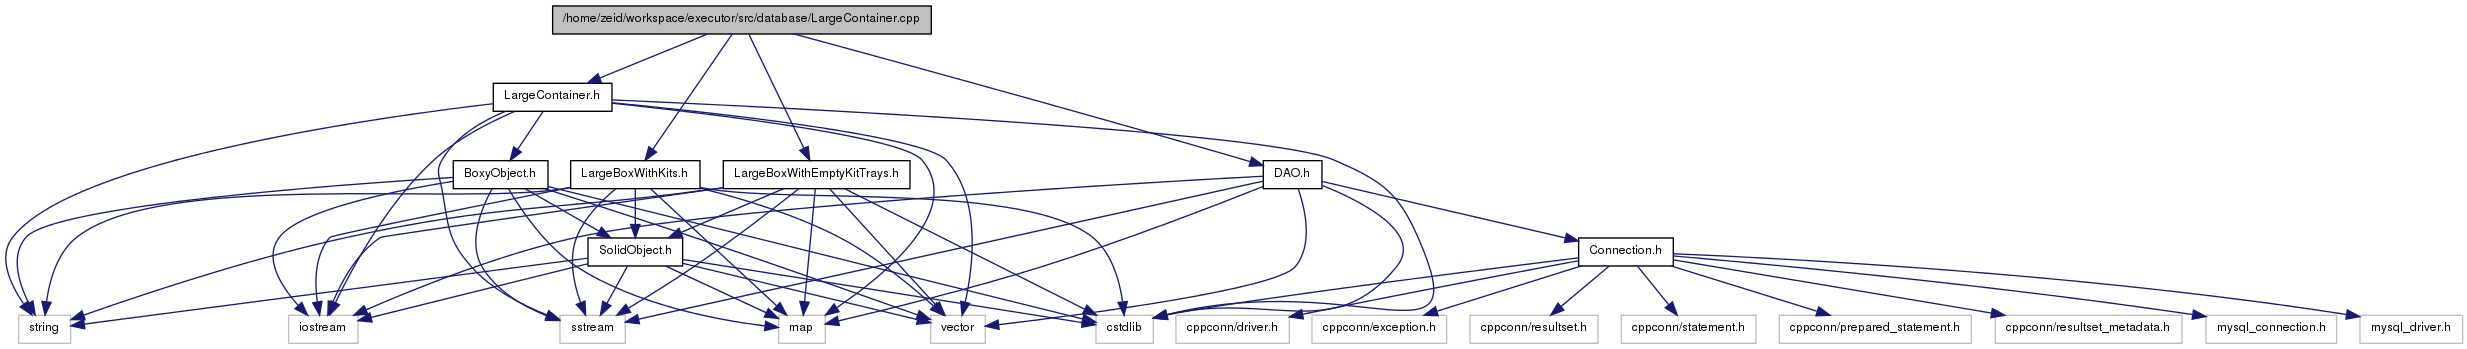 /home/zeid/workspace/executor/src/database/LargeContainer.cpp
LargeContainer.h
BoxyObject.h
LargeBoxWithKits.h
LargeBoxWithEmptyKitTrays.h
DAO.h
SolidObject.h
Connection.h
string
iostream
sstream
map
vector
cstdlib
cppconn/driver.h
cppconn/exception.h
cppconn/resultset.h
cppconn/statement.h
cppconn/prepared_statement.h
cppconn/resultset_metadata.h
mysql_connection.h
mysql_driver.h